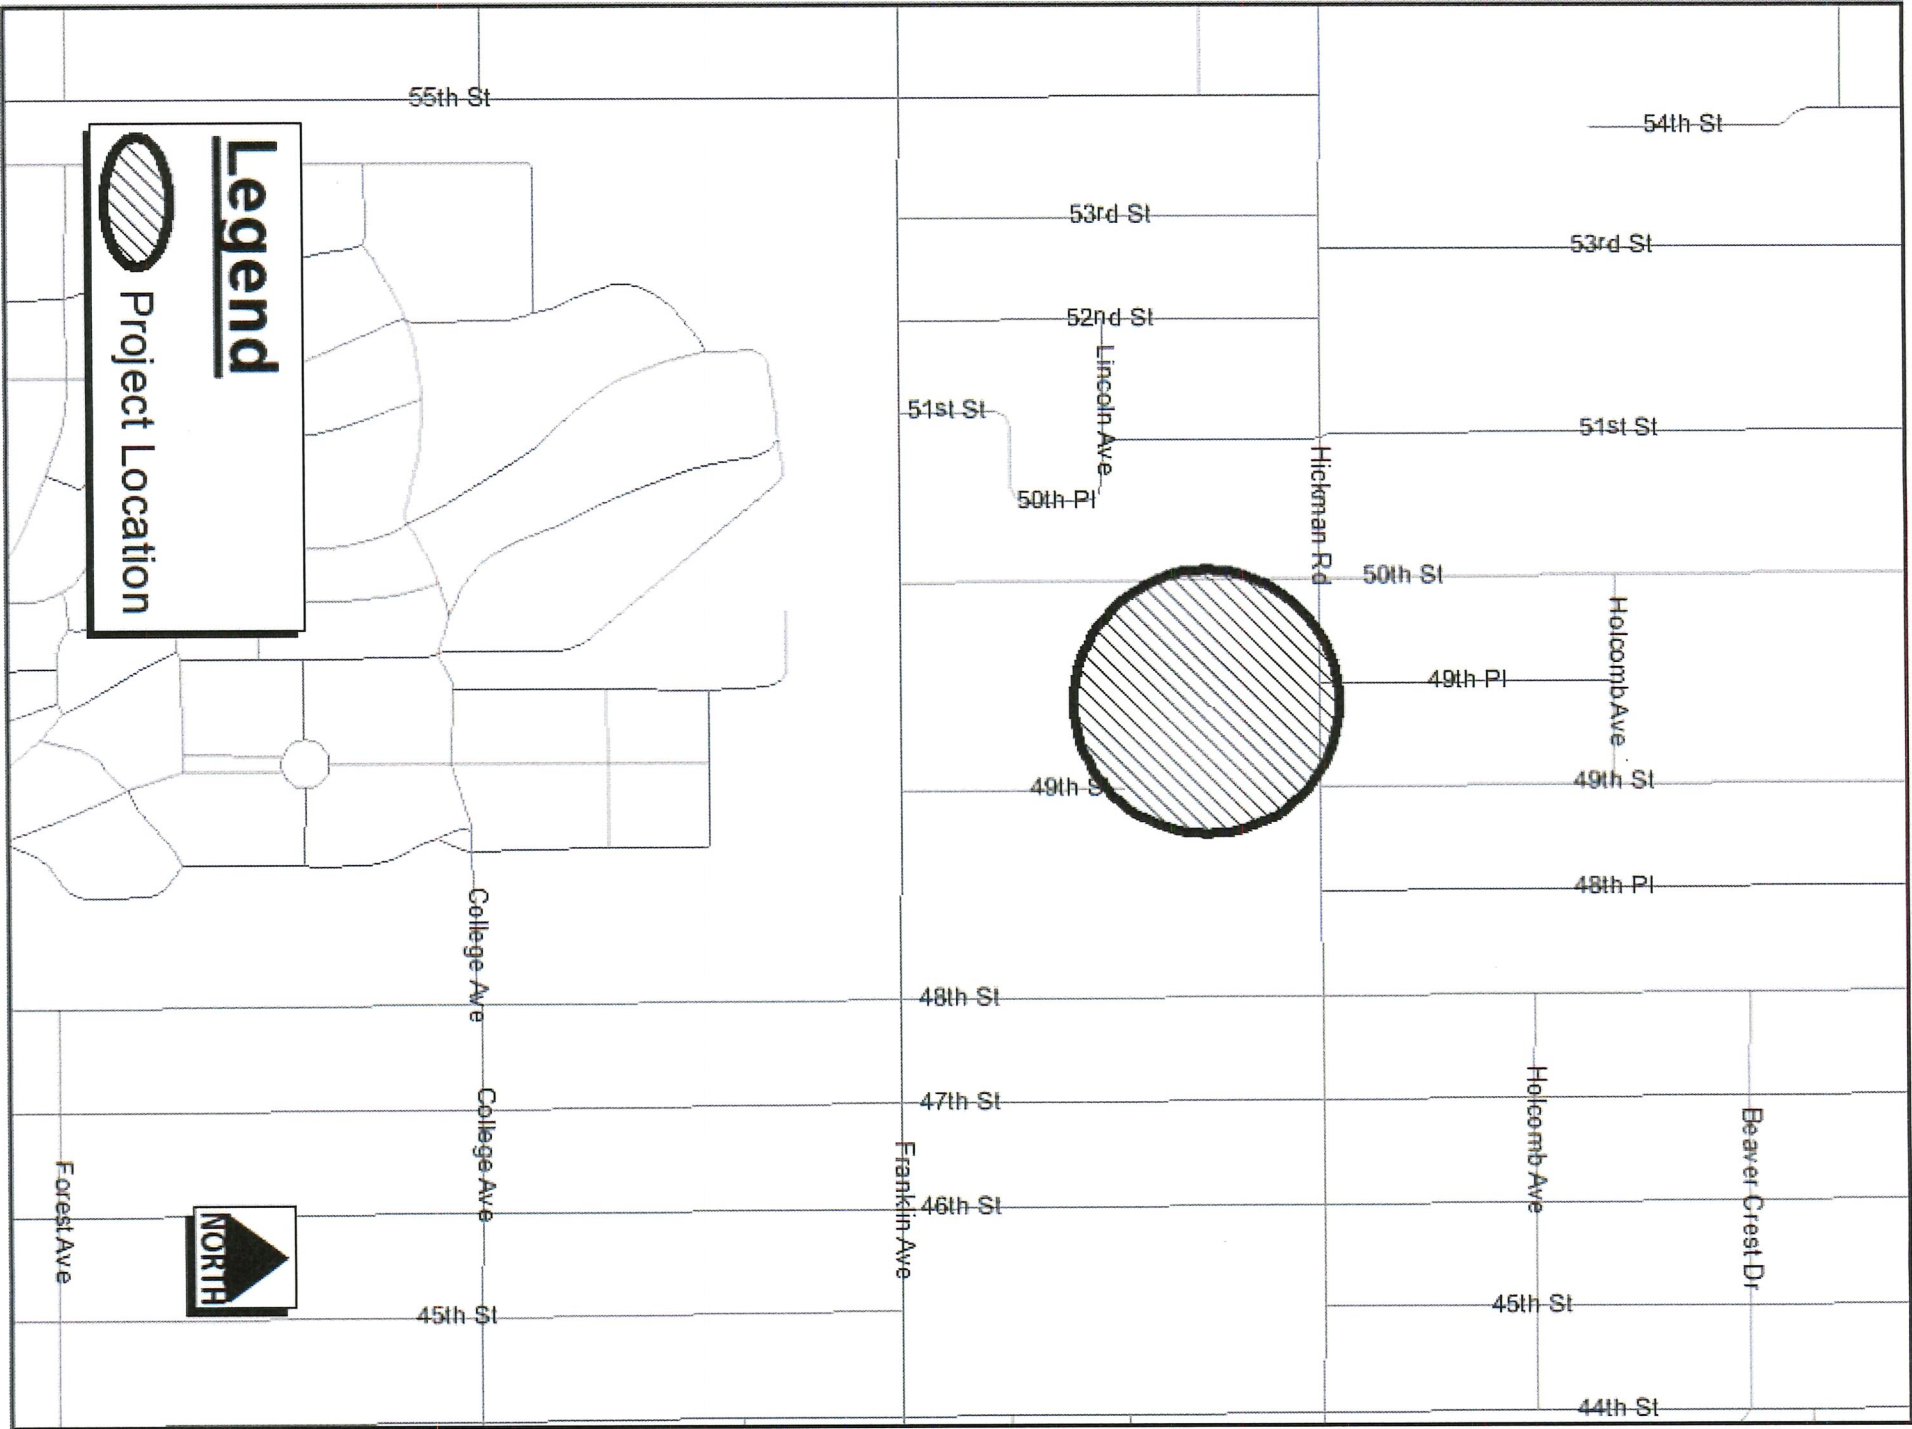 55th St
54th St
53rd St
53rd St
52nd St
Lincoln Ave
51st St
51st St
50th Pl
Hickman Rd
50th St
Holcomb Ave
49th Pl
49th St
49th S
48th Pl
College Ave
48th St
47th St
College Ave
Franklin Ave
46th St
Forest Ave
Holcomb Ave
Beaver Crest Dr
45th St
45th St
44th St
Legend
Project Location
NORTH